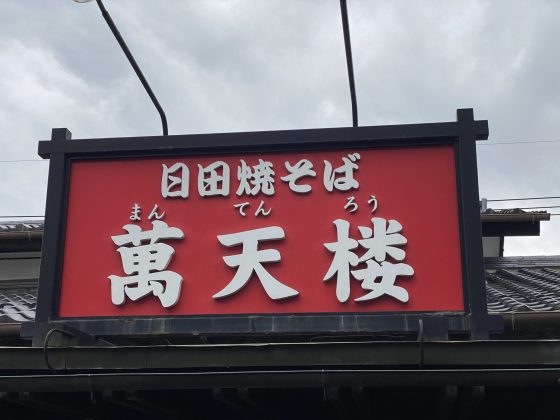 日田焼そば
まん てん ろう
萬天楼